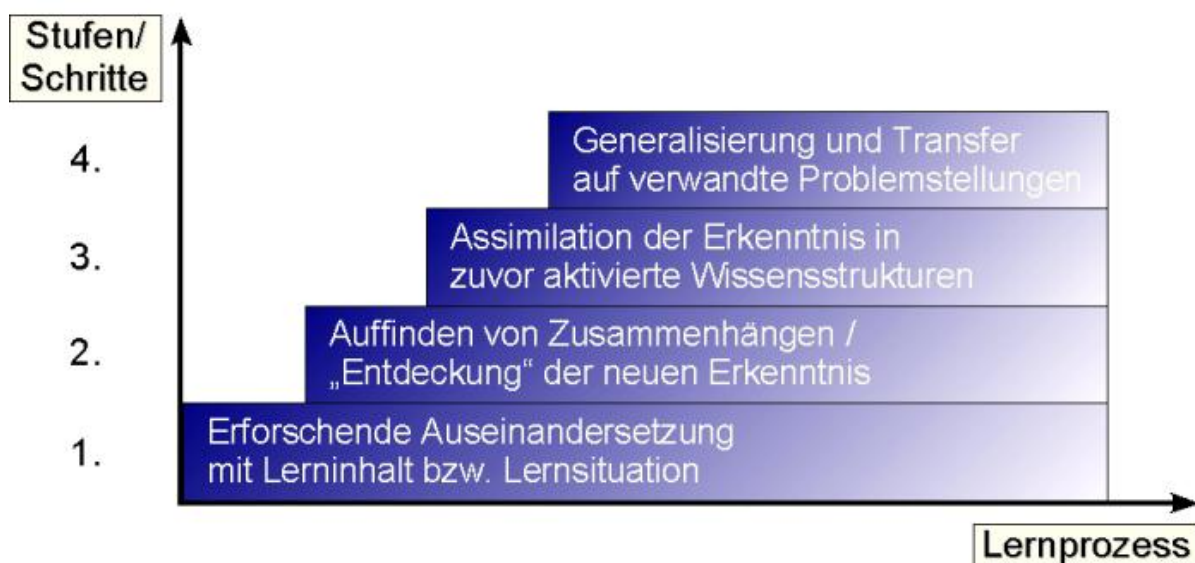 Stufen/
Schritte
4.
Generalisierung und Transfer
auf verwandte Problemstellungen
3.
Assimilation der Erkenntnis in
zuvor aktivierte Wissensstrukturen
2.
Auffinden von Zusammenhängen /
„Entdeckung“ der neuen Erkenntnis
1.
Erforschende Auseinandersetzung
mit Lerninhalt bzw. Lernsituation
Lernprozess